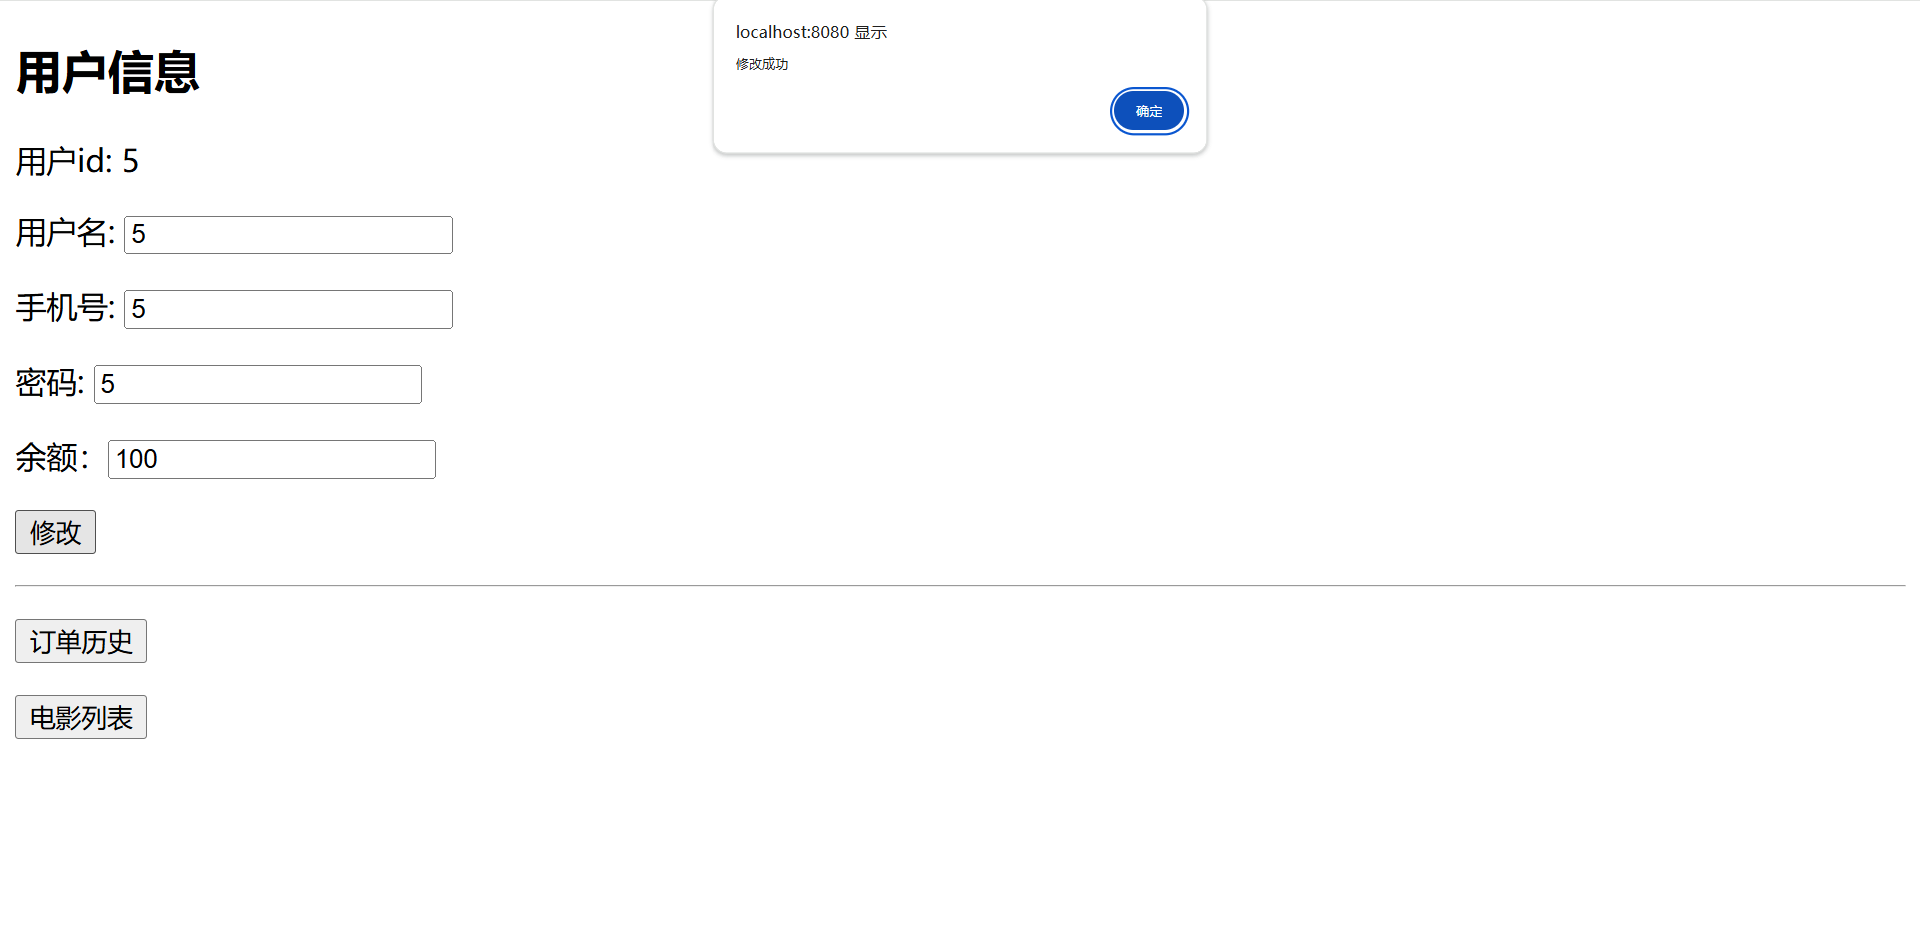 localhost:8080 显示
修改成功
确定
用户信息
用户id: 5
用户名: 5
手机号: 5
密码: 5
余额： 100
修改
订单历史
电影列表